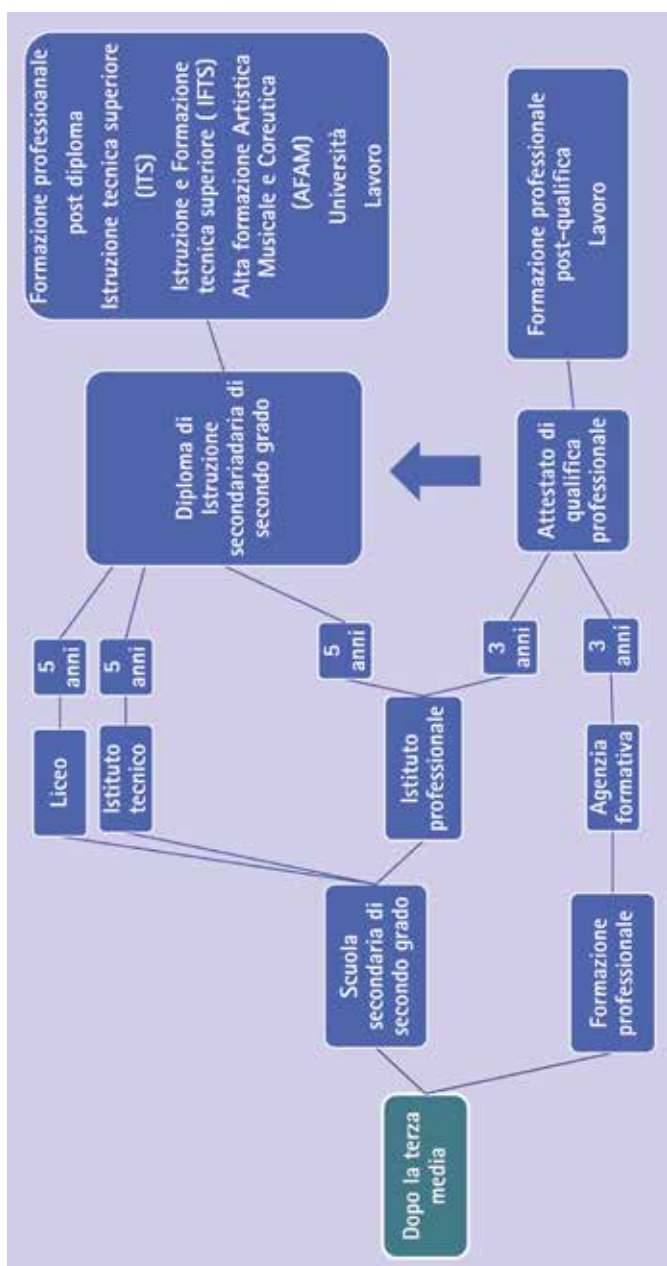 Dopo la terza
media
Scuola
secondaria di
secondo grado
Formazione
professionale
Liceo
Istituto
tecnico
Istituto
professionale
Agenzia
formativa
5
anni
5
anni
5
anni
3
anni
3
anni
Diploma di
Istruzione
secondariadaria di
secondo grado
Attestato di
qualifica
professionale
Formazione professioanale
post diploma
Istruzione tecnica superiore
(ITS)
Istruzione e Formazione
tecnica superiore ( IFTS)
Alta formazione Artistica
Musicale e Coreutica
(AFAM)
Università
Lavoro
Formazione professionale
post-qualifica
Lavoro